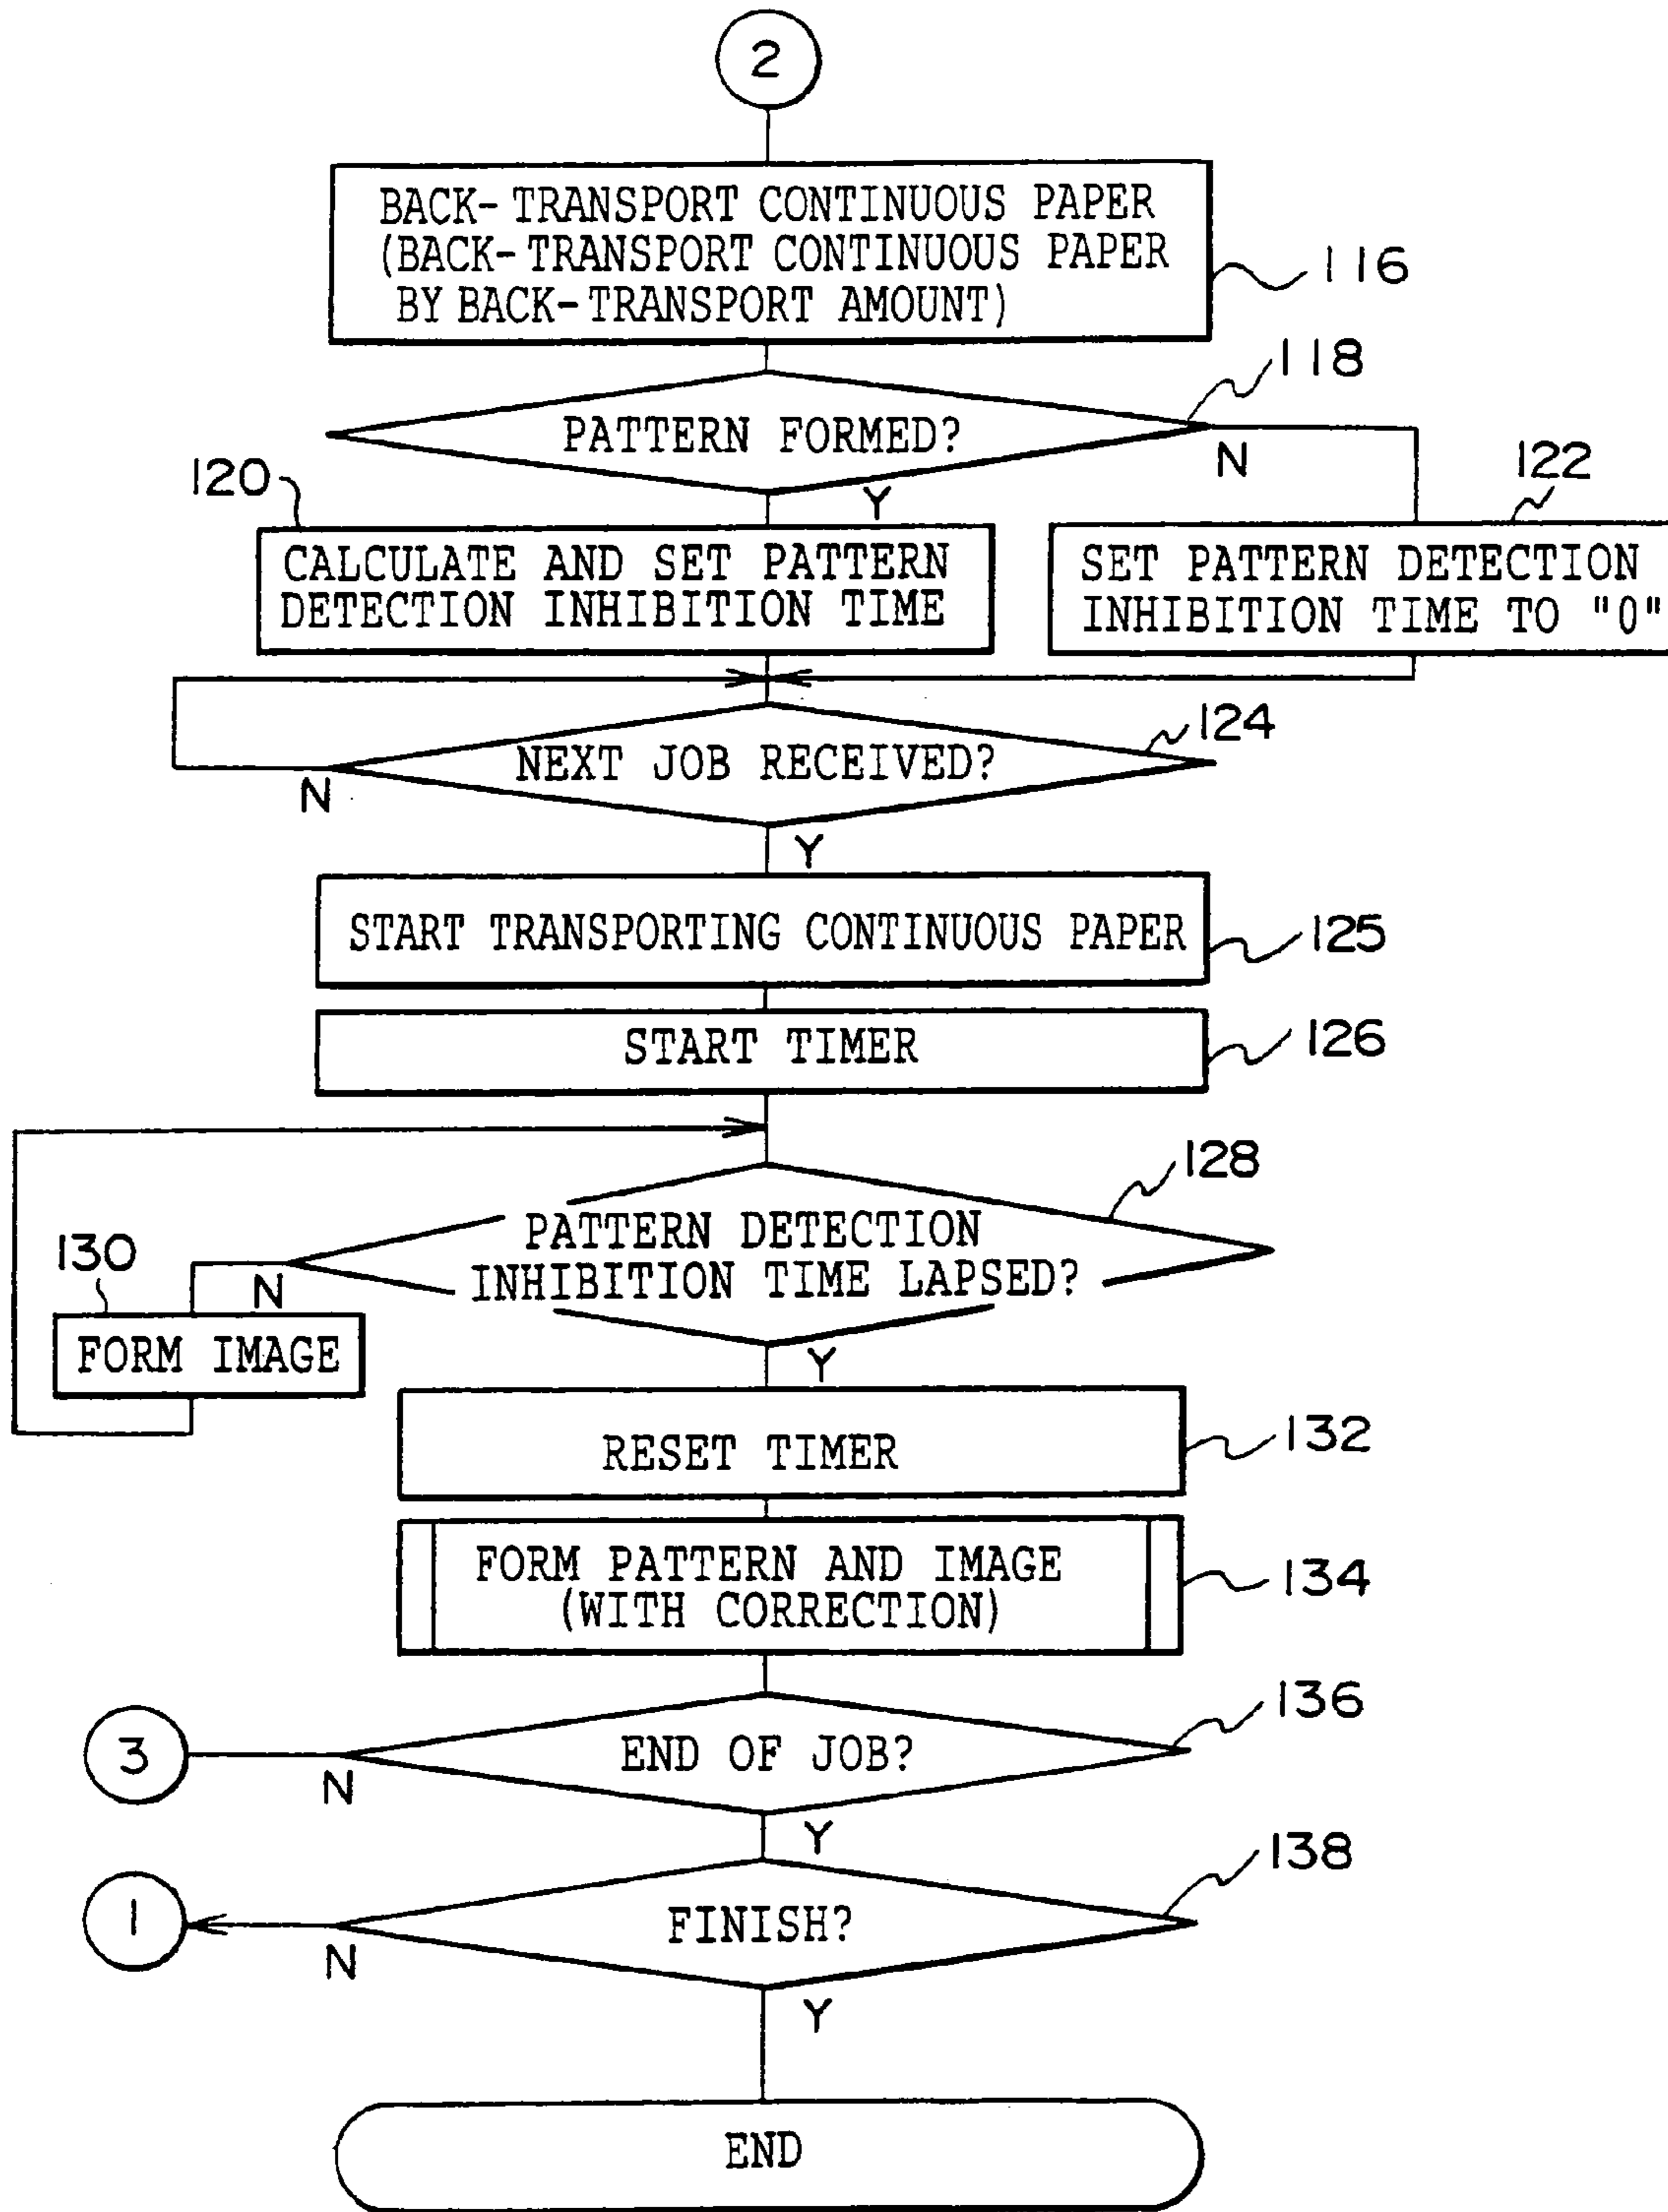 2
BACK-TRANSPORT CONTINUOUS PAPER
(BACK-TRANSPORT CONTINUOUS PAPER
BY BACK-TRANSPORT AMOUNT)
116
118
PATTERN FORMED?
N
Y
120
122
CALCULATE AND SET PATTERN
DETECTION INHIBITION TIME
SET PATTERN DETECTION
INHIBITION TIME TO "0"
124
NEXT JOB RECEIVED?
N
Y
START TRANSPORTING CONTINUOUS PAPER
125
START TIMER
126
128
PATTERN DETECTION
INHIBITION TIME LAPSED?
130
N
FORM IMAGE
Y
RESET TIMER
132
FORM PATTERN AND IMAGE
(WITH CORRECTION)
134
136
3
END OF JOB?
N
Y
138
1
FINISH?
N
Y
END